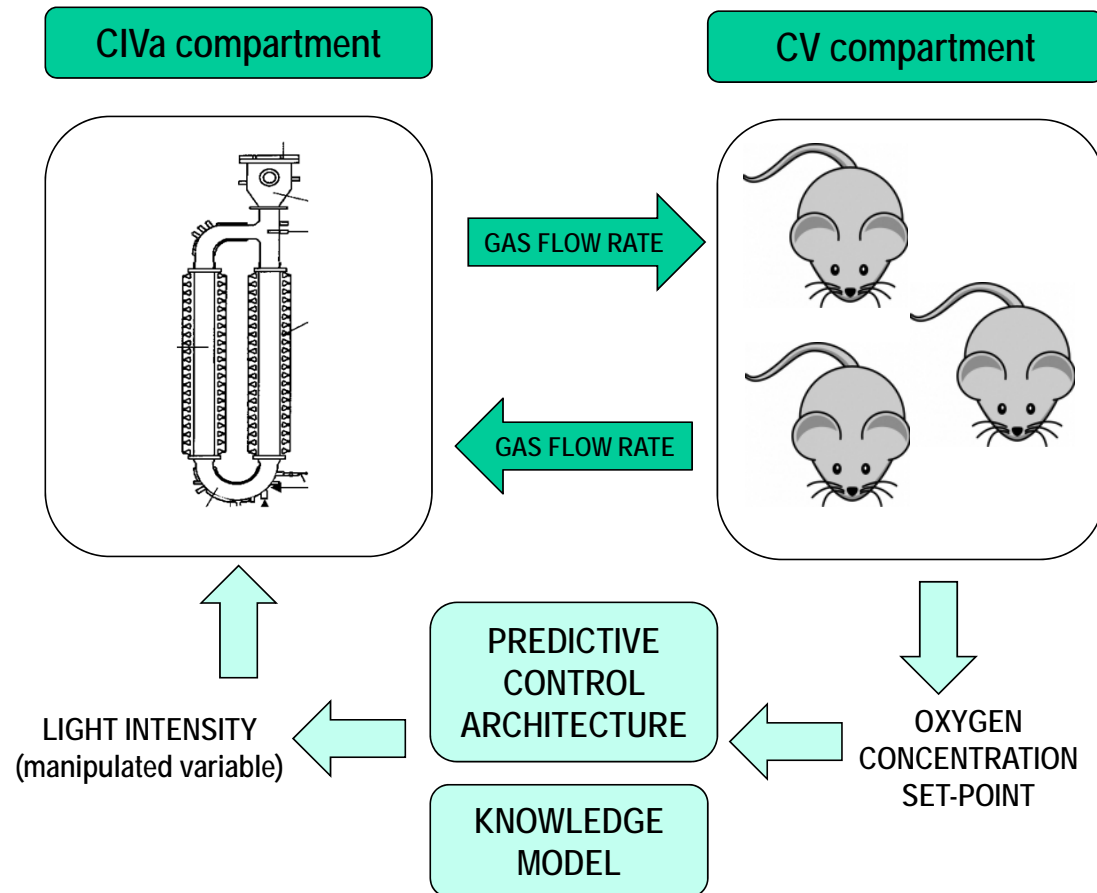 CIVa compartment
CV compartment
GAS FLOW RATE
GAS FLOW RATE
PREDICTIVE
CONTROL
ARCHITECTURE
LIGHT INTENSITY
(manipulated variable)
OXYGEN
CONCENTRATION
SET-POINT
KNOWLEDGE
MODEL